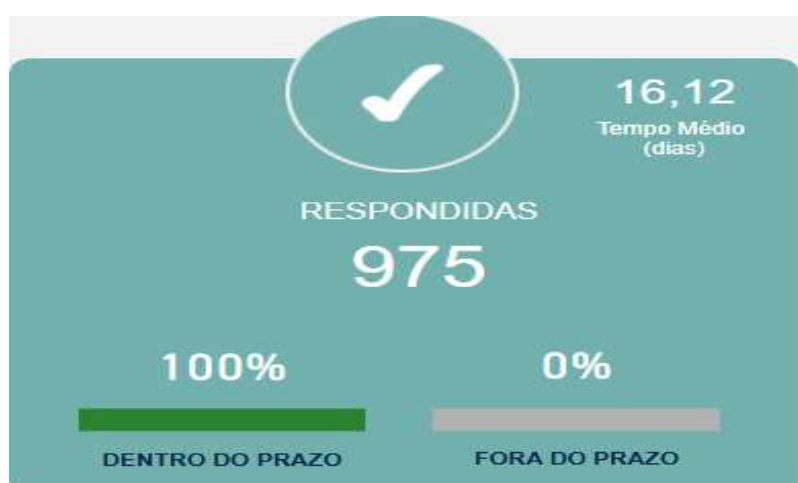 16,12
Tempo Médio
(dias)
RESPONDIDAS
975
100%
0%
DENTRO DO PRAZO
FORA DO PRAZO